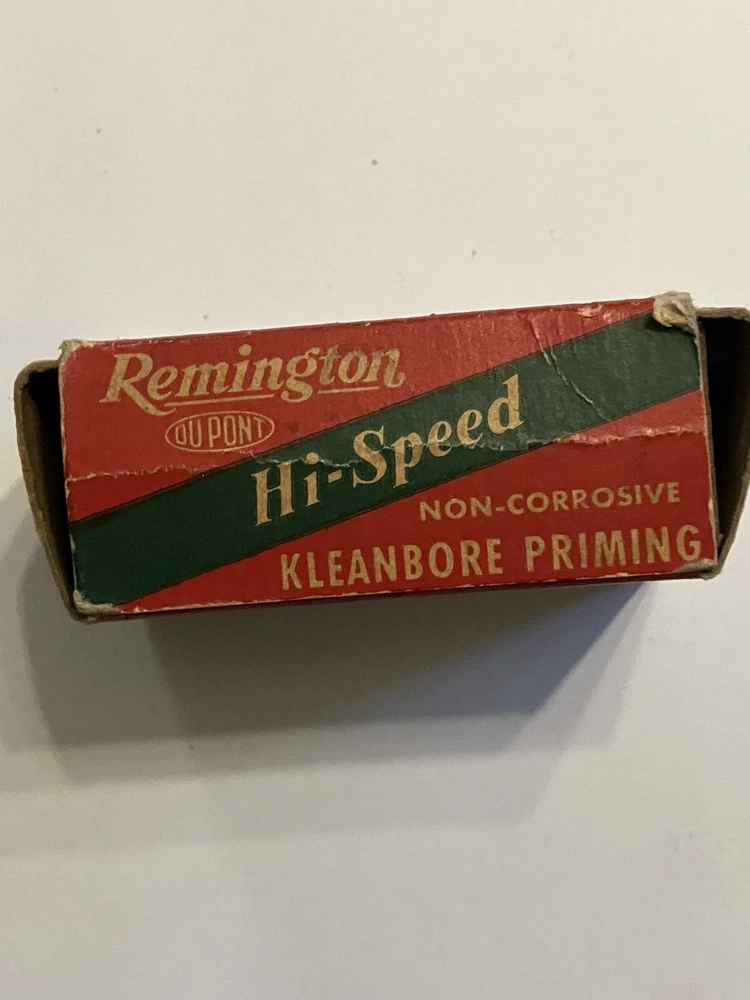 Remington
DU PONT
Hi-Speed
NON-CORROSIVE
KLEANBORE PRIMING